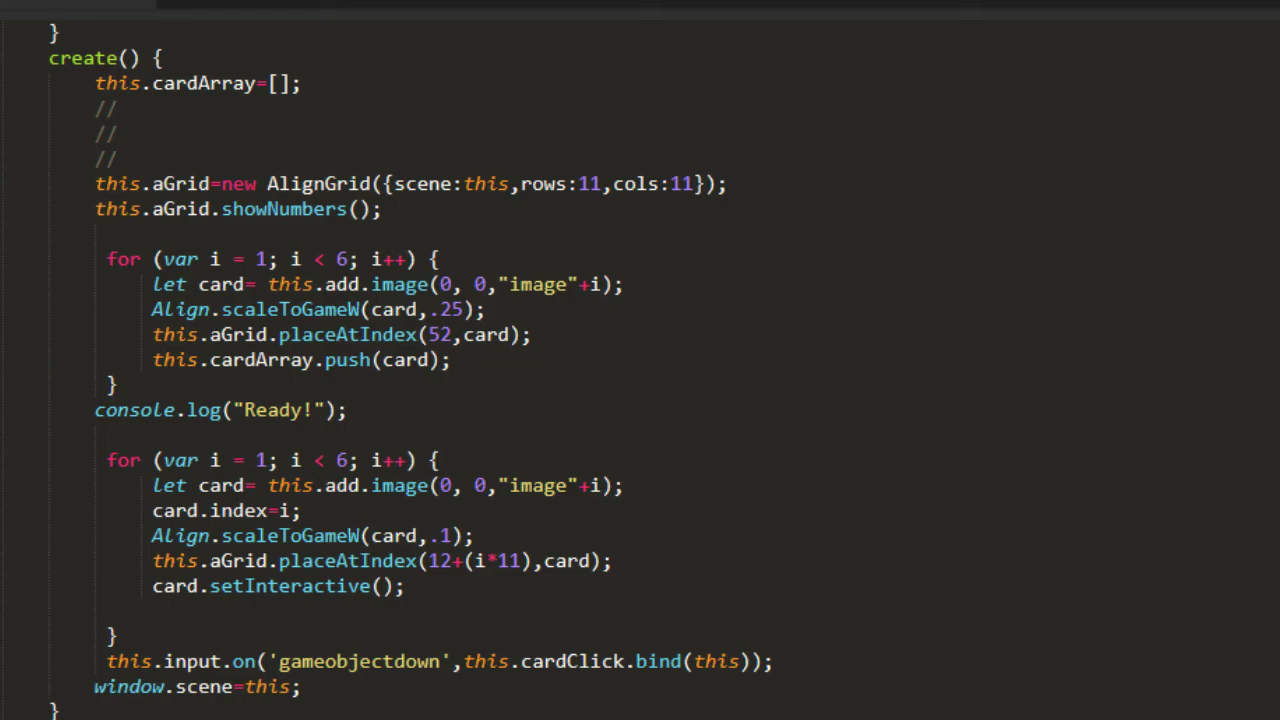 }
create() {
this.cardArray=[];
//
//
//
this.aGrid=new AlignGrid({scene:this,rows:11,cols:11});
this.aGrid.showNumbers();
for (var i = 1; i < 6; i++) {
let card= this.add.image(0, 0,"image"+i);
Align.scaleToGameW(card,.25);
this.aGrid.placeAtIndex(52,card);
this.cardArray.push(card);
}
console.log("Ready!");
for (var i = 1; i < 6; i++) {
let card= this.add.image(0, 0,"image"+i);
card.index=i;
Align.scaleToGameW(card,.1);
this.aGrid.placeAtIndex(12+(i*11),card);
card.setInteractive();
}
this.input.on('gameobjectdown',this.cardClick.bind(this));
window.scene=this;
}